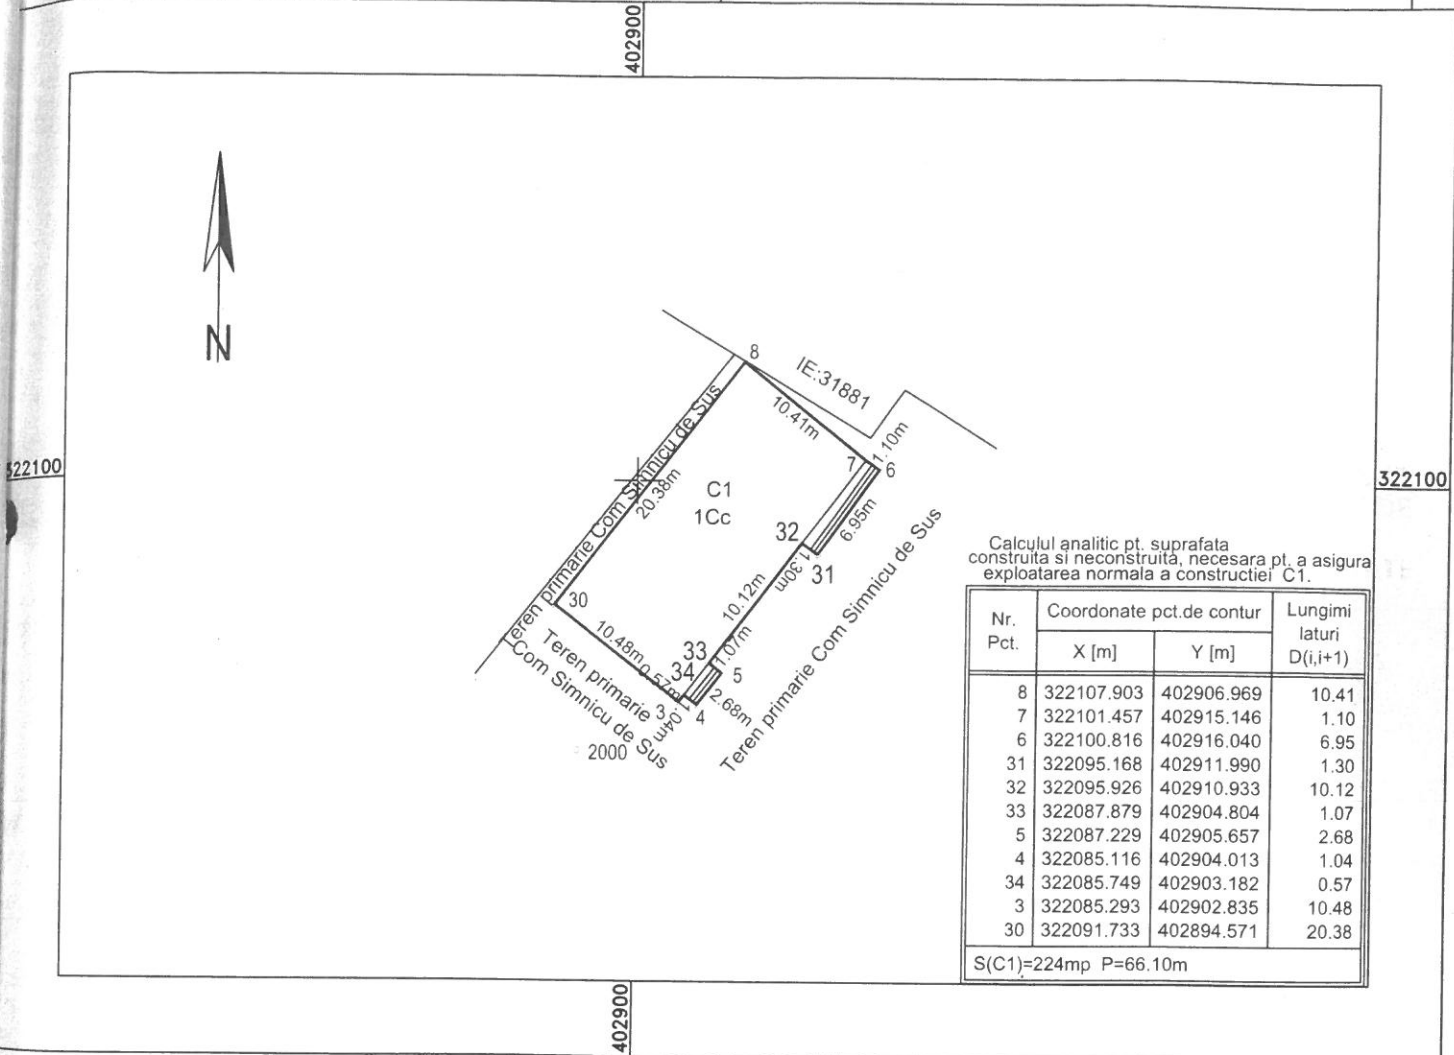 402900
N
8
IE:31881
10.41m
1.10m
7
6
Teren primarie Com Simnicu de Sus
20.38m
322100
322100
C1
1Cc
6.95m
32
31
1.30m
10.12m
Teren primarie Com Simnicu de Sus
30
10.48m
33
1.07m
34
0.57m
5
2.68m
3
4
1.04m
Teren primarie
Com Simnicu de Sus
2000
Calculul analitic pt. suprafata
construita si neconstruita, necesara pt. a asigura
exploatarea normala a constructiei C1.
Nr. Pct. Coordonate pct.de contur Lungimi laturi D(i,i+1)
X [m] Y [m]
8 322107.903 402906.969 10.41
7 322101.457 402915.146 1.10
6 322100.816 402916.040 6.95
31 322095.168 402911.990 1.30
32 322095.926 402910.933 10.12
33 322087.879 402904.804 1.07
5 322087.229 402905.657 2.68
4 322085.116 402904.013 1.04
34 322085.749 402903.182 0.57
3 322085.293 402902.835 10.48
30 322091.733 402894.571 20.38
S(C1)=224mp P=66.10m
402900